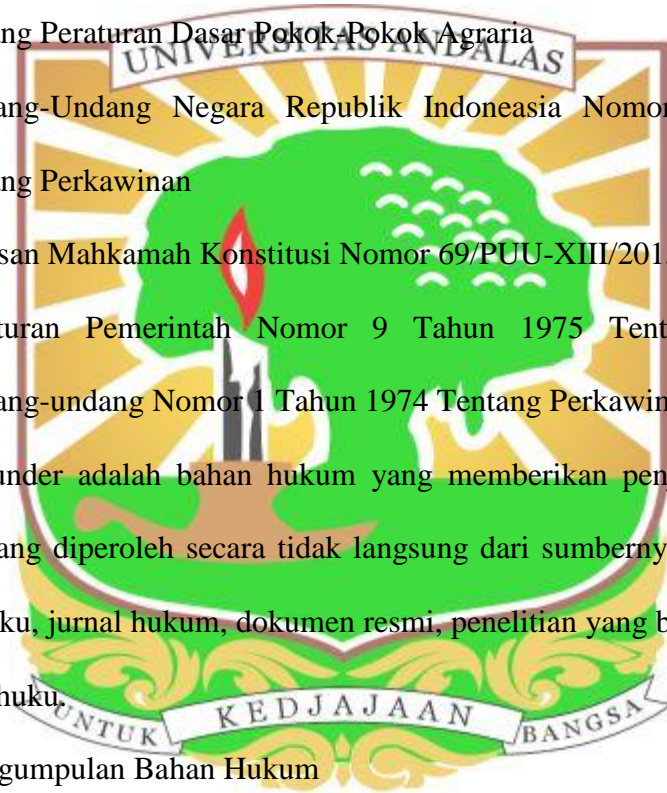 ng Peraturan Dasar Pokok-Pokok Agraria
UNIVERSITAS ANDALAS
ang-Undang Negara Republik Indoneasia Nomor
ang Perkawinan
san Mahkamah Konstitusi Nomor 69/PUU-XIII/201
turan Pemerintah Nomor 9 Tahun 1975 Tent
ang-undang Nomor 1 Tahun 1974 Tentang Perkawin
under adalah bahan hukum yang memberikan penj
ang diperoleh secara tidak langsung dari sumberny
ku, jurnal hukum, dokumen resmi, penelitian yang b
huku.
UNTUK KEDJAJAAN BANGSA
gumpulan Bahan Hukum